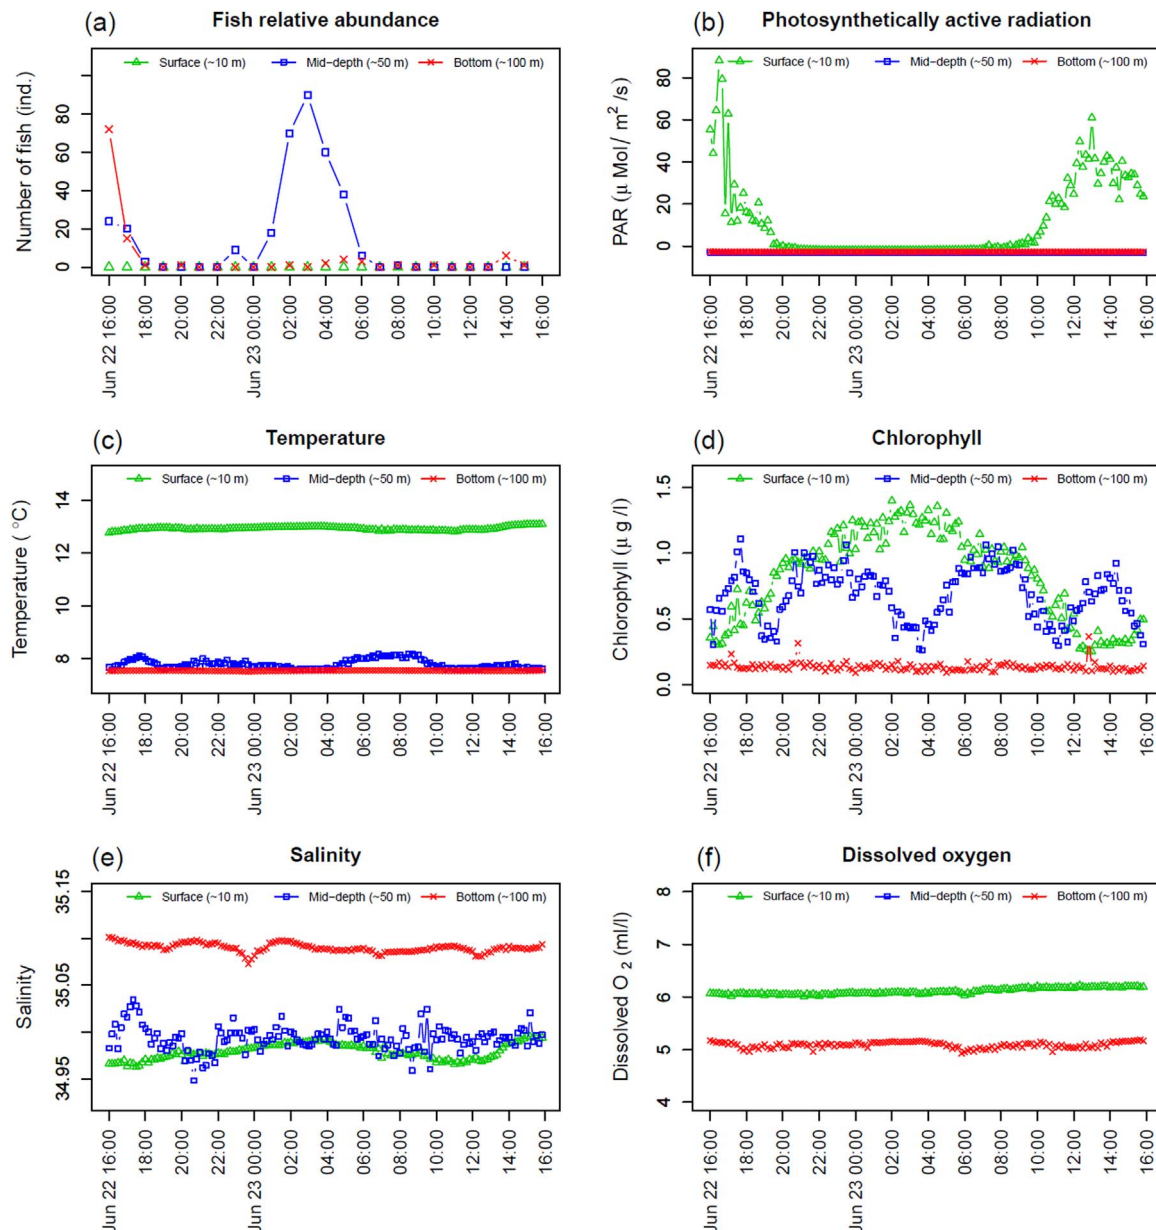 (a) Fish relative abundance
Surface (~10 m) Mid−depth (~50 m) Bottom (~100 m)
Number of fish (ind.)
0 20 40 60 80
Jun 22 16:00 18:00 20:00 22:00 Jun 23 00:00 02:00 04:00 06:00 08:00 10:00 12:00 14:00 16:00
(b) Photosynthetically active radiation
Surface (~10 m) Mid−depth (~50 m) Bottom (~100 m)
PAR (μ Mol/ m² /s)
0 20 40 60 80
Jun 22 16:00 18:00 20:00 22:00 Jun 23 00:00 02:00 04:00 06:00 08:00 10:00 12:00 14:00 16:00
(c) Temperature
Surface (~10 m) Mid−depth (~50 m) Bottom (~100 m)
Temperature ( °C)
8 10 12 14
Jun 22 16:00 18:00 20:00 22:00 Jun 23 00:00 02:00 04:00 06:00 08:00 10:00 12:00 14:00 16:00
(d) Chlorophyll
Surface (~10 m) Mid−depth (~50 m) Bottom (~100 m)
Chlorophyll (μ g /l)
0.0 0.5 1.0 1.5
Jun 22 16:00 18:00 20:00 22:00 Jun 23 00:00 02:00 04:00 06:00 08:00 10:00 12:00 14:00 16:00
(e) Salinity
Surface (~10 m) Mid−depth (~50 m) Bottom (~100 m)
Salinity
34.95 35.05 35.15
Jun 22 16:00 18:00 20:00 22:00 Jun 23 00:00 02:00 04:00 06:00 08:00 10:00 12:00 14:00 16:00
(f) Dissolved oxygen
Surface (~10 m) Mid−depth (~50 m) Bottom (~100 m)
Dissolved O ₂ (ml/l)
4 5 6 7 8
Jun 22 16:00 18:00 20:00 22:00 Jun 23 00:00 02:00 04:00 06:00 08:00 10:00 12:00 14:00 16:00